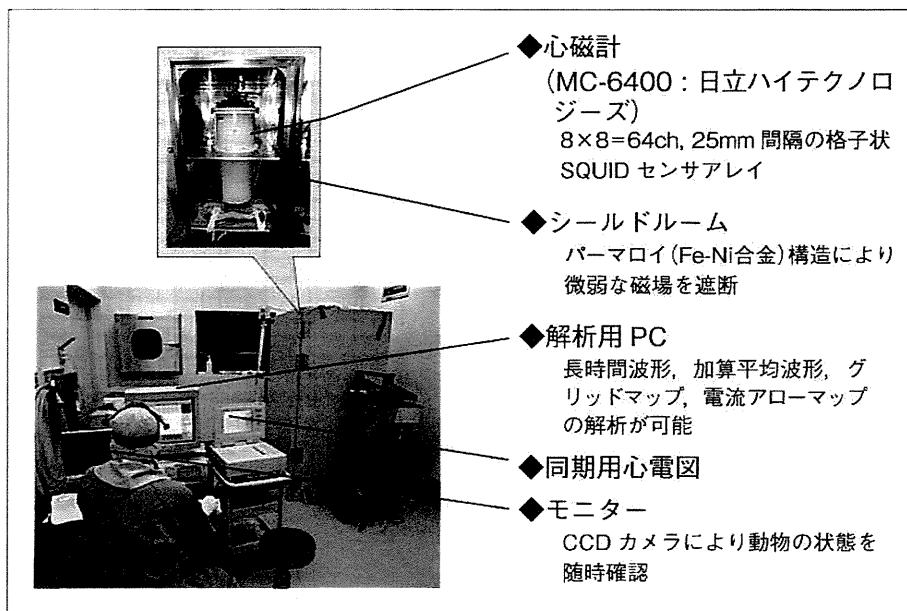 ◆心磁計
(MC-6400：日立ハイテクノロ
ジーズ)
8×8=64ch, 25mm 間隔の格子状
SQUID センサアレイ
◆シールドルーム
パーマロイ(Fe-Ni合金)構造により
微弱な磁場を遮断
◆解析用 PC
長時間波形，加算平均波形，グ
リッドマップ，電流アローマップ
の解析が可能
◆同期用心電図
◆モニター
CCD カメラにより動物の状態を
随時確認